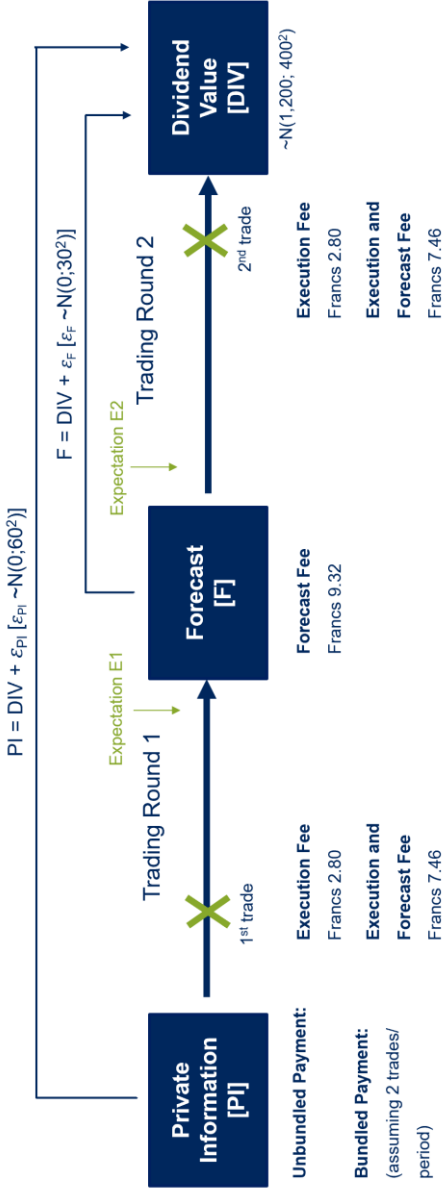 PI = DIV + εPI [εPI ~N(0;60²)]
F = DIV + εF [εF ~N(0;30²)]
Expectation E1
Expectation E2
Trading Round 1
Trading Round 2
Private
Information
[PI]
Forecast
[F]
Dividend
Value
[DIV]
1st trade
2nd trade
~N(1,200; 400²)
Unbundled Payment:
Execution Fee
Francs 2.80
Forecast Fee
Francs 9.32
Execution Fee
Francs 2.80
Bundled Payment:
(assuming 2 trades/
period)
Execution and
Forecast Fee
Francs 7.46
Execution and
Forecast Fee
Francs 7.46